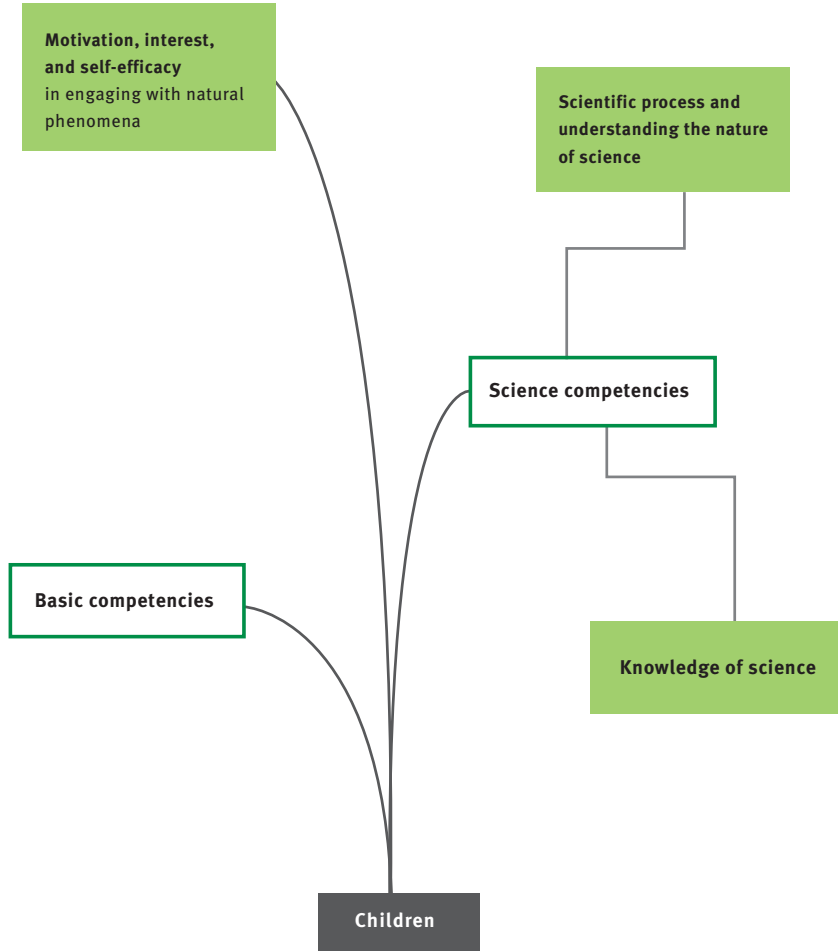 Motivation, interest,
and self-efficacy
in engaging with natural
phenomena
Scientific process and
understanding the nature
of science
Science competencies
Basic competencies
Knowledge of science
Children